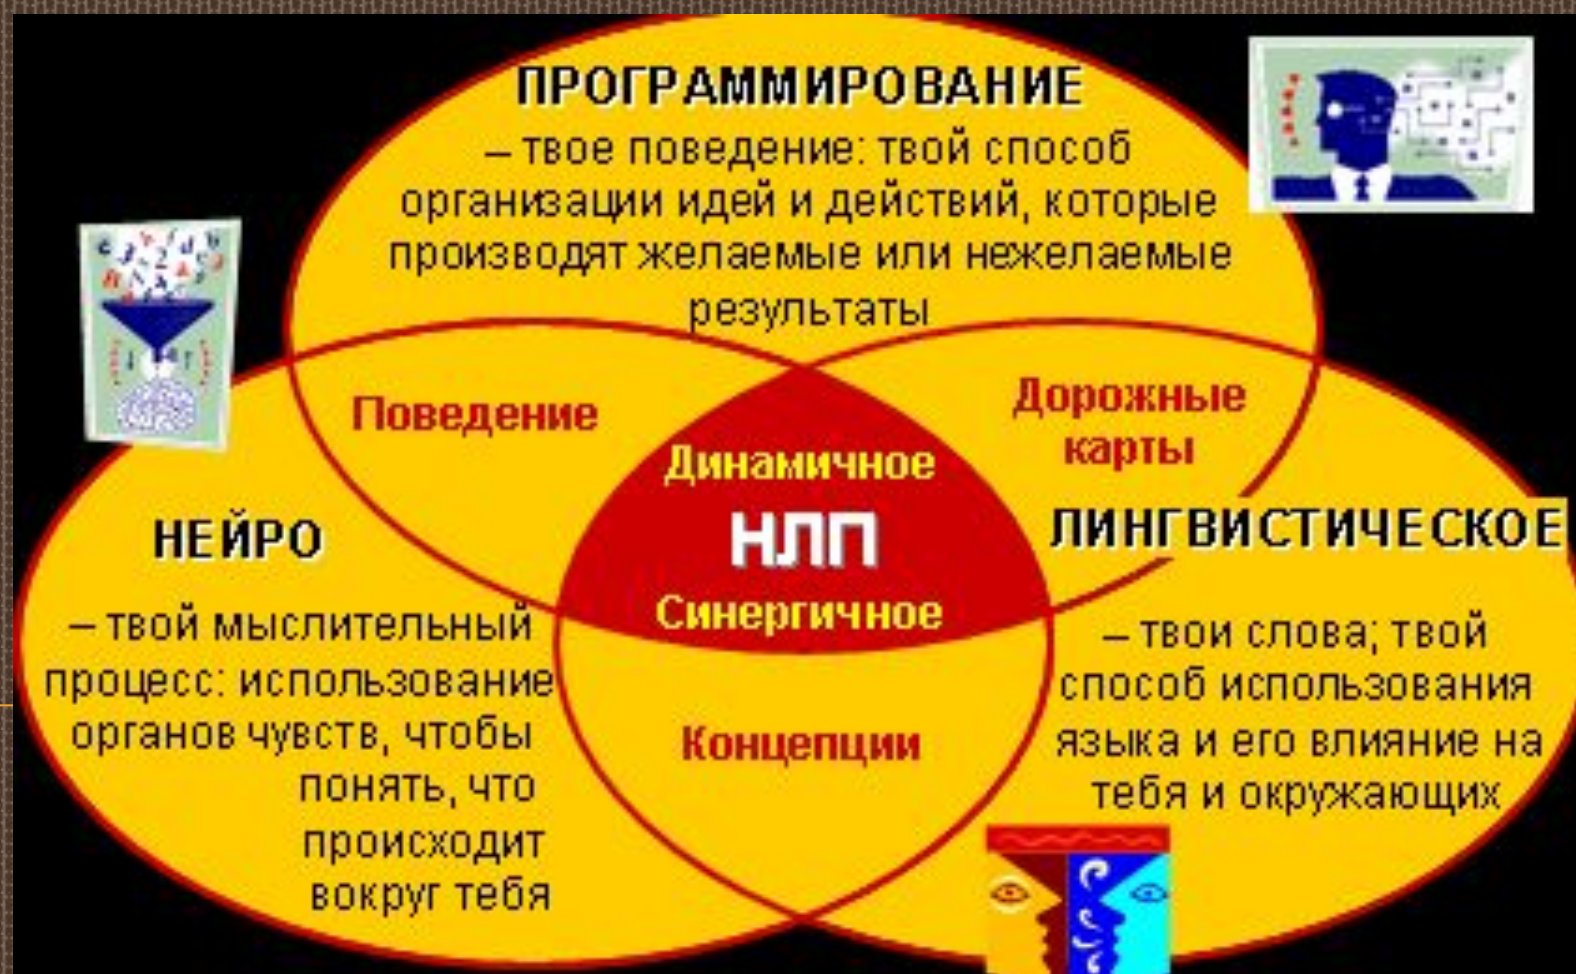 ПРОГРАММИРОВАНИЕ
– твое поведение: твой способ
организации идей и действий, которые
производят желаемые или нежелаемые
результаты
Поведение
Дорожные
карты
Динамичное
НЛП
Синергичное
НЕЙРО
– твой мыслительный
процесс: использование
органов чувств, чтобы
понять, что
происходит
вокруг тебя
ЛИНГВИСТИЧЕСКОЕ
– твои слова; твой
способ использования
языка и его влияние на
тебя и окружающих
Концепции